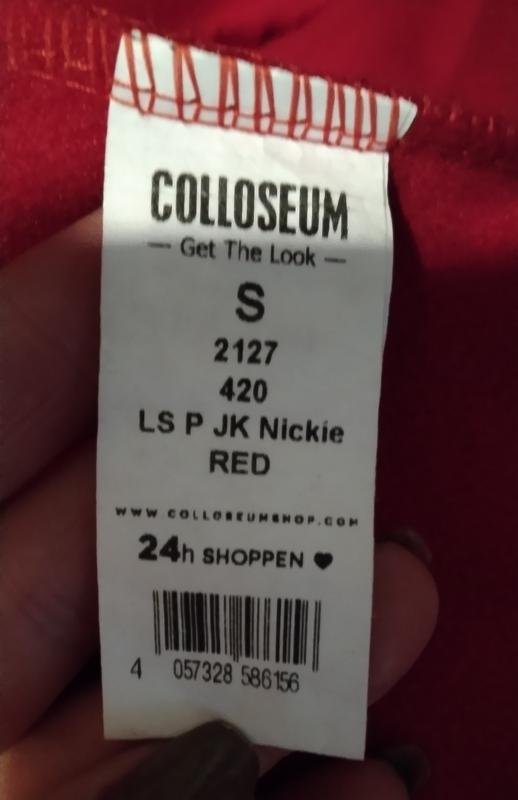 COLLOSEUM
— Get The Look —
S
2127
420
LS P JK Nickie
RED
WWW.COLLOSEUMSHOP.COM
24h SHOPPEN ♥
4 057328 586156